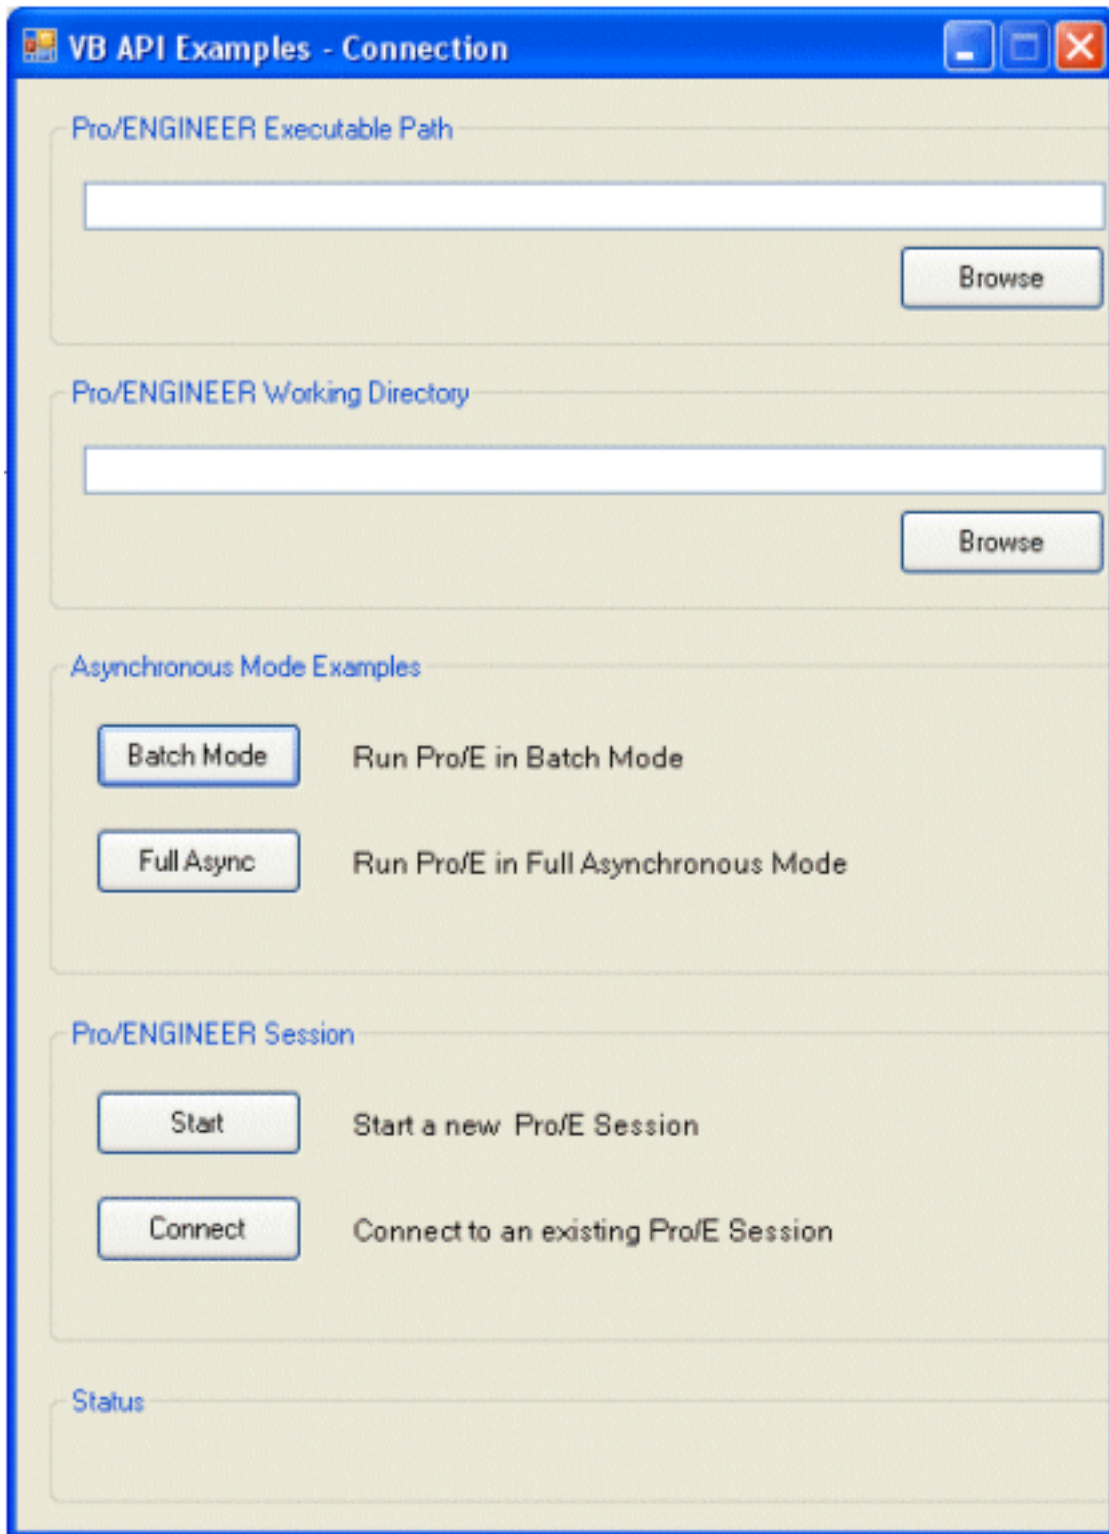 VB API Examples - Connection
Pro/ENGINEER Executable Path
Browse
Pro/ENGINEER Working Directory
Browse
Asynchronous Mode Examples
Batch Mode Run Pro/E in Batch Mode
Full Async Run Pro/E in Full Asynchronous Mode
Pro/ENGINEER Session
Start Start a new  Pro/E Session
Connect Connect to an existing Pro/E Session
Status